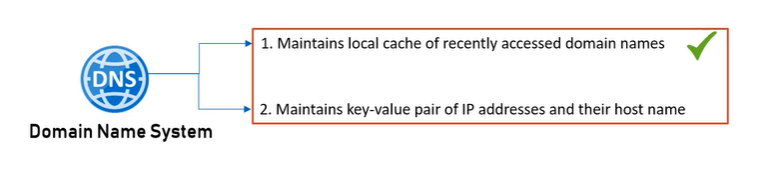 1. Maintains local cache of recently accessed domain names
DNS
2. Maintains key-value pair of IP addresses and their host name
Domain Name System